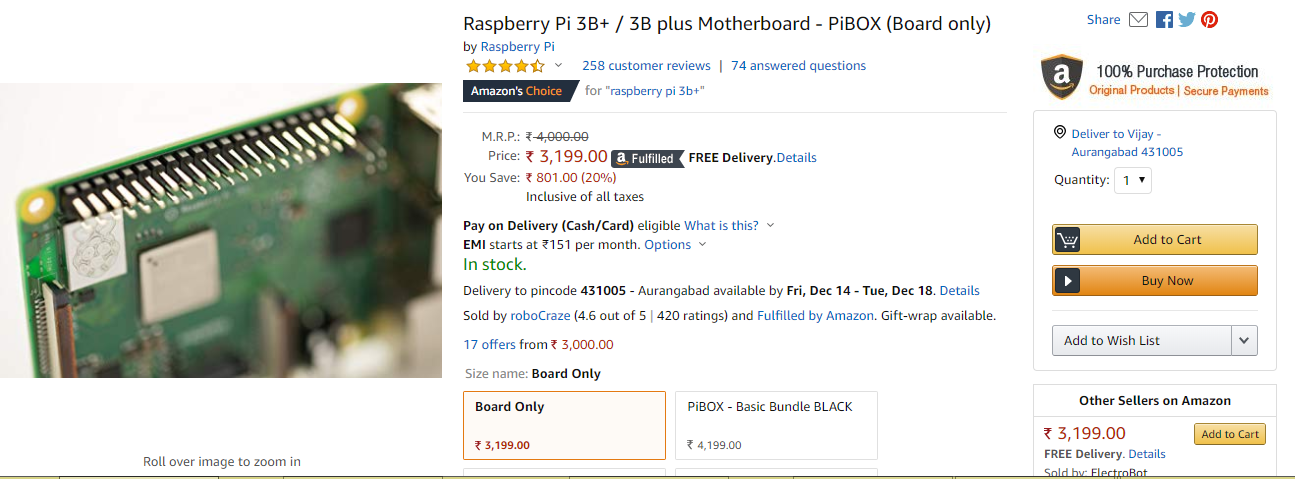 Raspberry Pi 3B+ / 3B plus Motherboard - PiBOX (Board only)
by Raspberry Pi
258 customer reviews | 74 answered questions
Amazon's Choice for "raspberry pi 3b+"
M.R.P.: ₹ 4,000.00
Price: ₹ 3,199.00 a Fulfilled FREE Delivery.Details
You Save: ₹ 801.00 (20%)
Inclusive of all taxes
Pay on Delivery (Cash/Card) eligible What is this?
EMI starts at ₹151 per month. Options
In stock.
Delivery to pincode 431005 - Aurangabad available by Fri, Dec 14 - Tue, Dec 18. Details
Sold by roboCraze (4.6 out of 5 | 420 ratings) and Fulfilled by Amazon. Gift-wrap available.
17 offers from ₹ 3,000.00
Size name: Board Only
Board Only
₹ 3,199.00
PiBOX - Basic Bundle BLACK
₹ 4,199.00
Roll over image to zoom in
Share
a
100% Purchase Protection
Original Products | Secure Payments
Deliver to Vijay -
Aurangabad 431005
Quantity: 1
Add to Cart
Buy Now
Add to Wish List
Other Sellers on Amazon
₹ 3,199.00 Add to Cart
FREE Delivery. Details
Sold by: ElectroBot